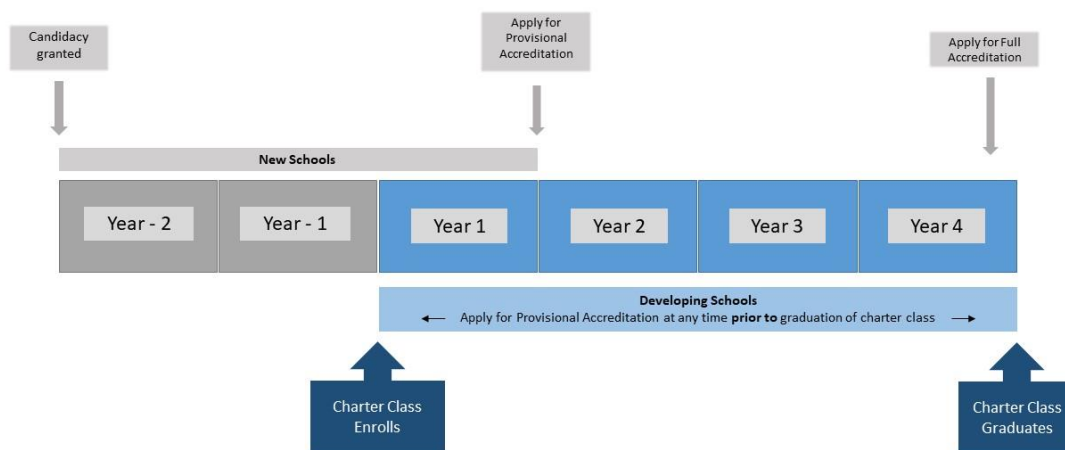 Candidacy
granted
Apply for
Provisional
Accreditation
Apply for Full
Accreditation
New Schools
Year - 2
Year - 1
Year 1
Year 2
Year 3
Year 4
Developing Schools
Apply for Provisional Accreditation at any time prior to graduation of charter class
Charter Class
Enrolls
Charter Class
Graduates